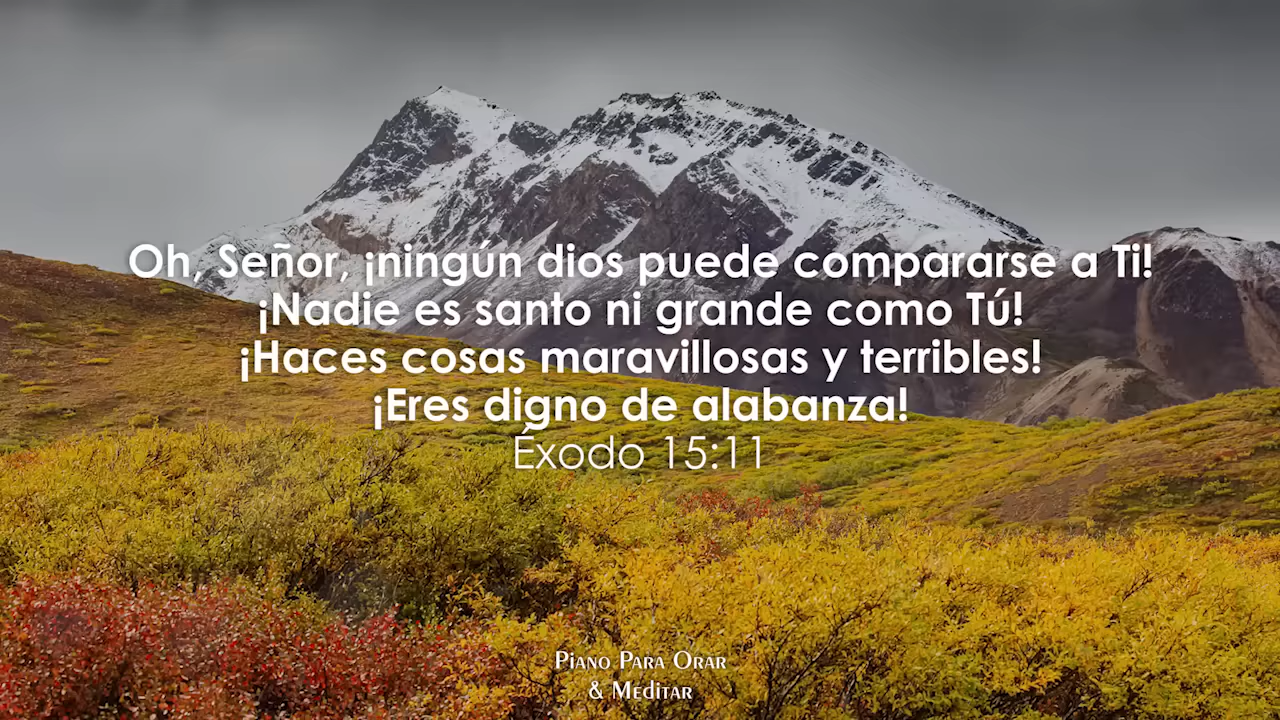 Oh, Señor, ¡ningún dios puede compararse a Ti!
¡Nadie es santo ni grande como Tú!
¡Haces cosas maravillosas y terribles!
¡Eres digno de alabanza!
Éxodo 15:11
Piano Para Orar
& Meditar